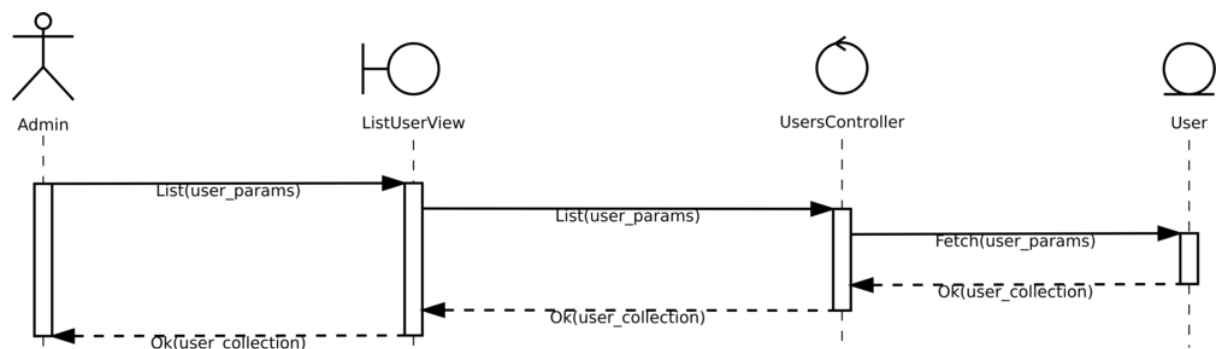 Admin
ListUserView
UsersController
User
List(user_params)
List(user_params)
Fetch(user_params)
Ok(user_collection)
Ok(user_collection)
Ok(user_collection)